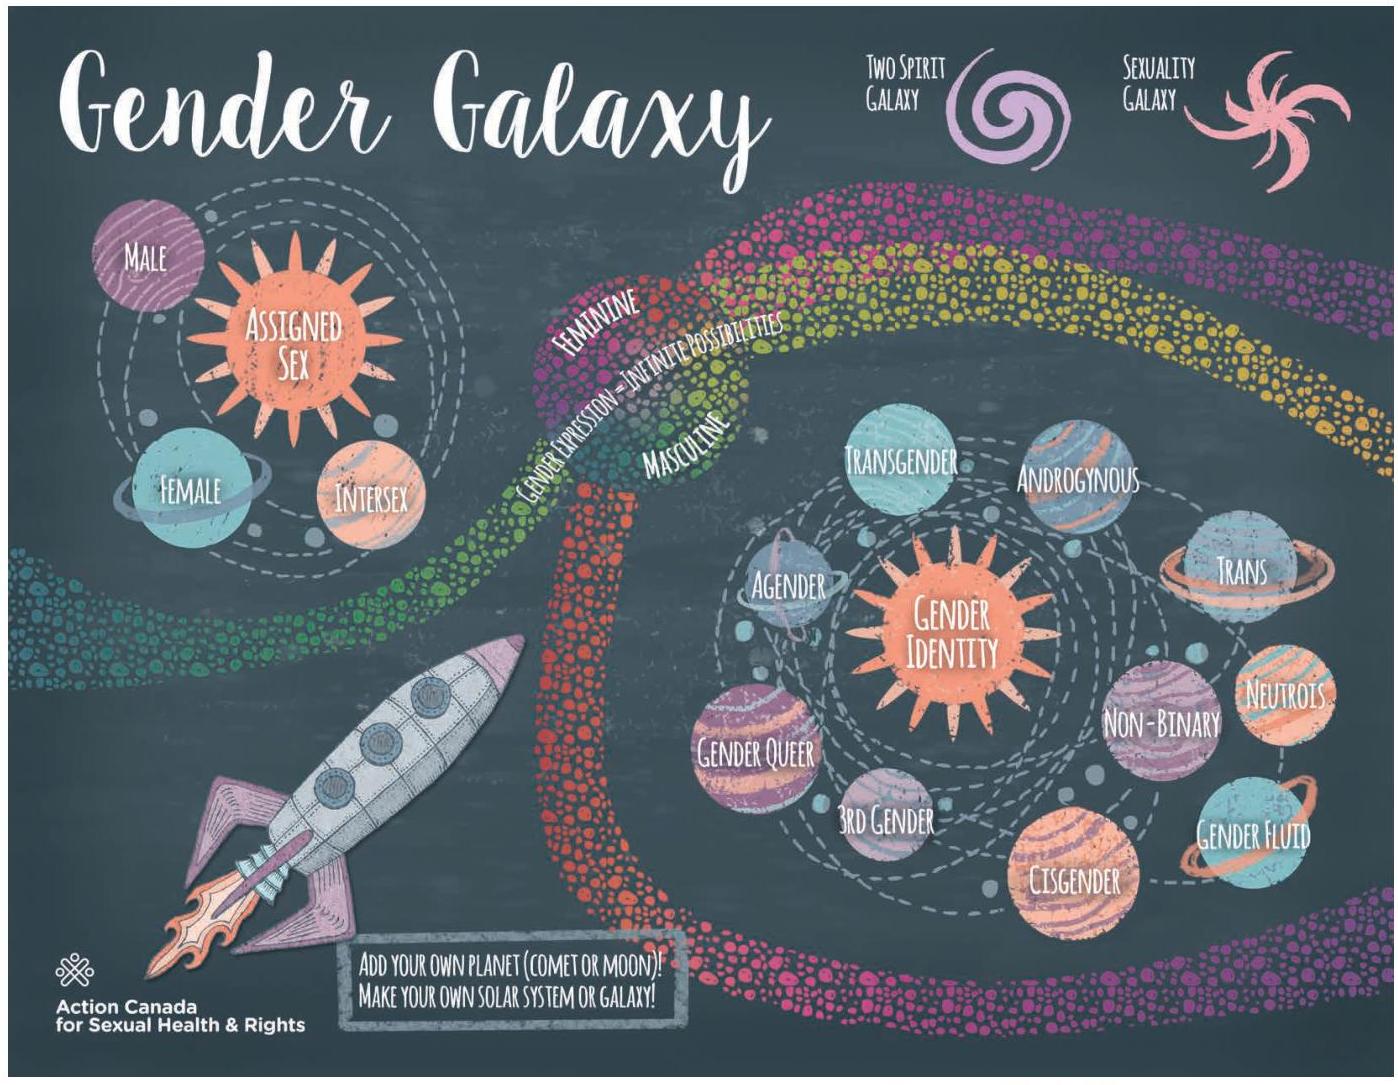 Gender Galaxy
TWO SPIRIT
GALAXY
SEXUALITY
GALAXY
MALE
ASSIGNED
SEX
FEMALE
INTERSEX
FEMININE
GENDER EXPRESSION = INFINITE POSSIBILITIES
MASCULINE
TRANSGENDER
ANDROGYNOUS
AGENDER
TRANS
GENDER
IDENTITY
NEUTROIS
NON-BINARY
GENDER QUEER
3RD GENDER
GENDER FLUID
CISGENDER
ADD YOUR OWN PLANET (COMET OR MOON)!
MAKE YOUR OWN SOLAR SYSTEM OR GALAXY!
Action Canada
for Sexual Health & Rights